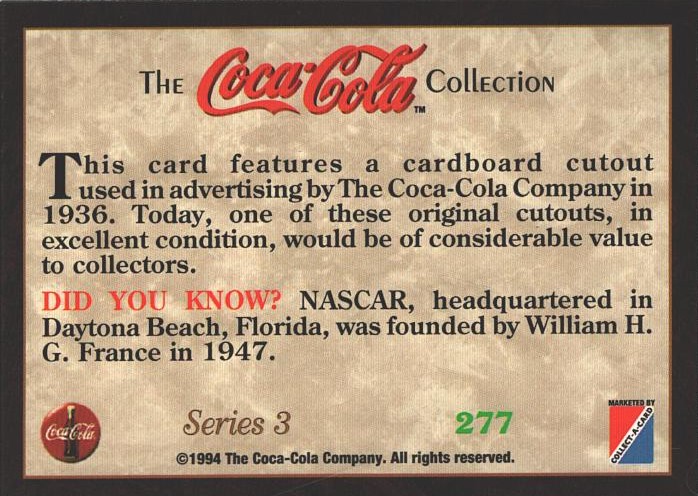 The Coca-Cola™ Collection
This card features a cardboard cutout
used in advertising by The Coca-Cola Company in
1936. Today, one of these original cutouts, in
excellent condition, would be of considerable value
to collectors.
DID YOU KNOW? NASCAR, headquartered in
Daytona Beach, Florida, was founded by William H.
G. France in 1947.
Coca-Cola
Series 3
277
MARKETED BY
COLLECT-A-CARD
©1994 The Coca-Cola Company. All rights reserved.